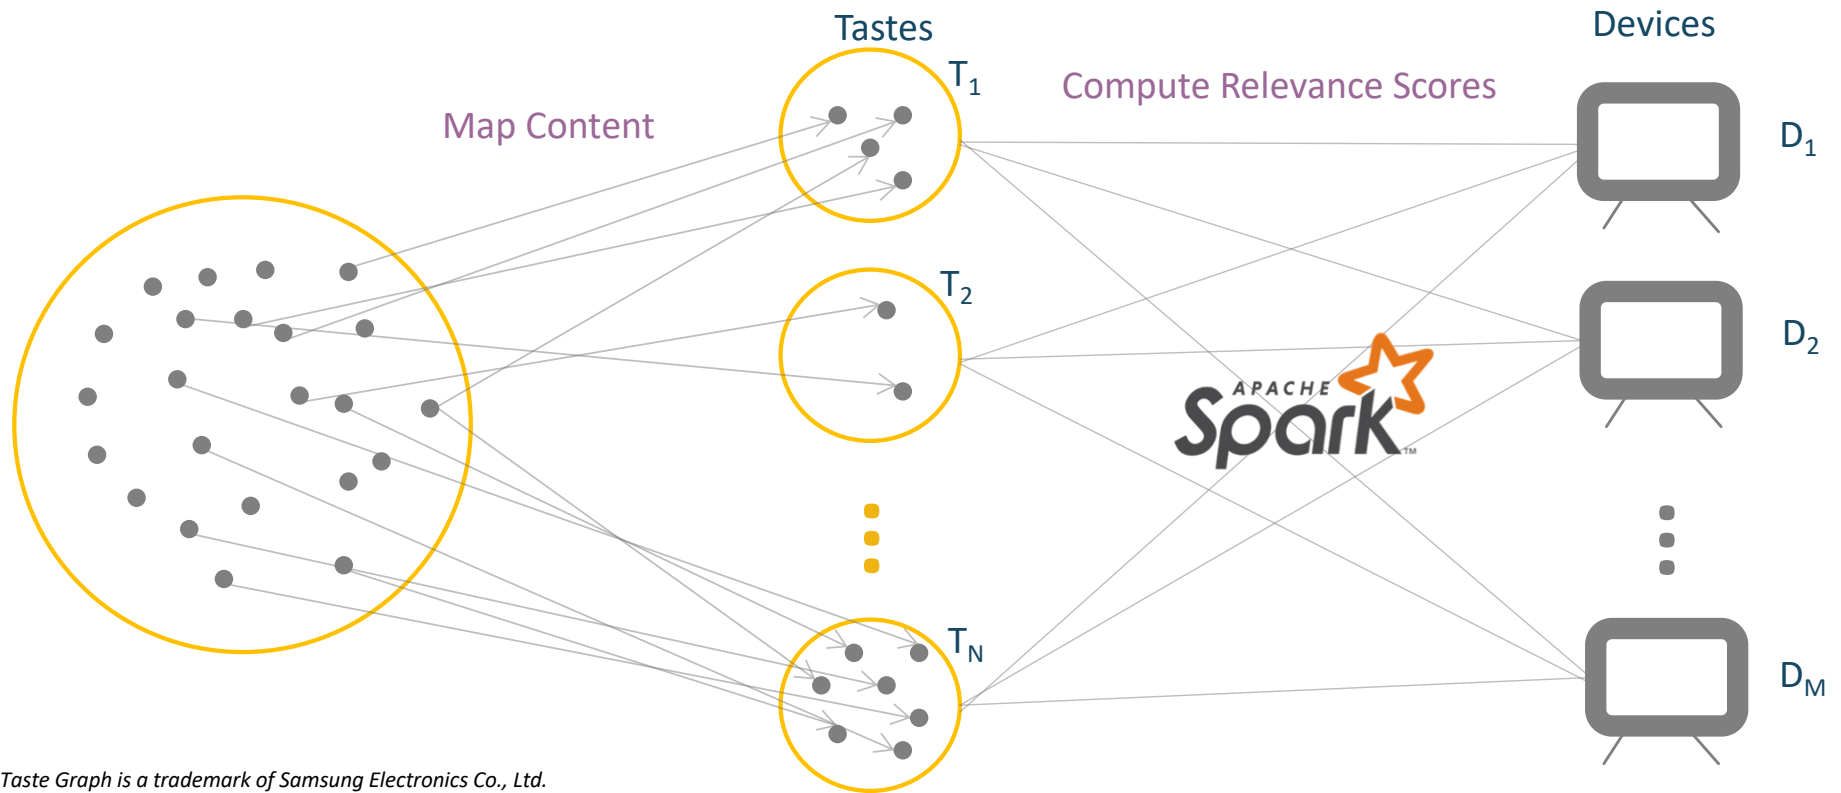 Tastes
Devices
T1
Compute Relevance Scores
Map Content
D1
T2
D2
APACHE
Spark™
TN
DM
Taste Graph is a trademark of Samsung Electronics Co., Ltd.